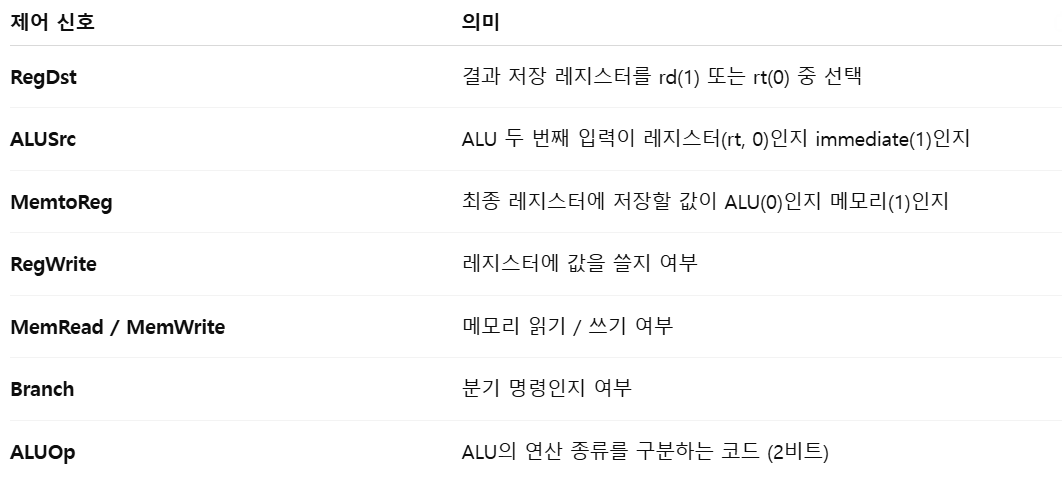 제어 신호 의미
RegDst 결과 저장 레지스터를 rd(1) 또는 rt(0) 중 선택
ALUSrc ALU 두 번째 입력이 레지스터(rt, 0)인지 immediate(1)인지
MemtoReg 최종 레지스터에 저장할 값이 ALU(0)인지 메모리(1)인지
RegWrite 레지스터에 값을 쓸지 여부
MemRead / MemWrite 메모리 읽기 / 쓰기 여부
Branch 분기 명령인지 여부
ALUOp ALU의 연산 종류를 구분하는 코드 (2비트)